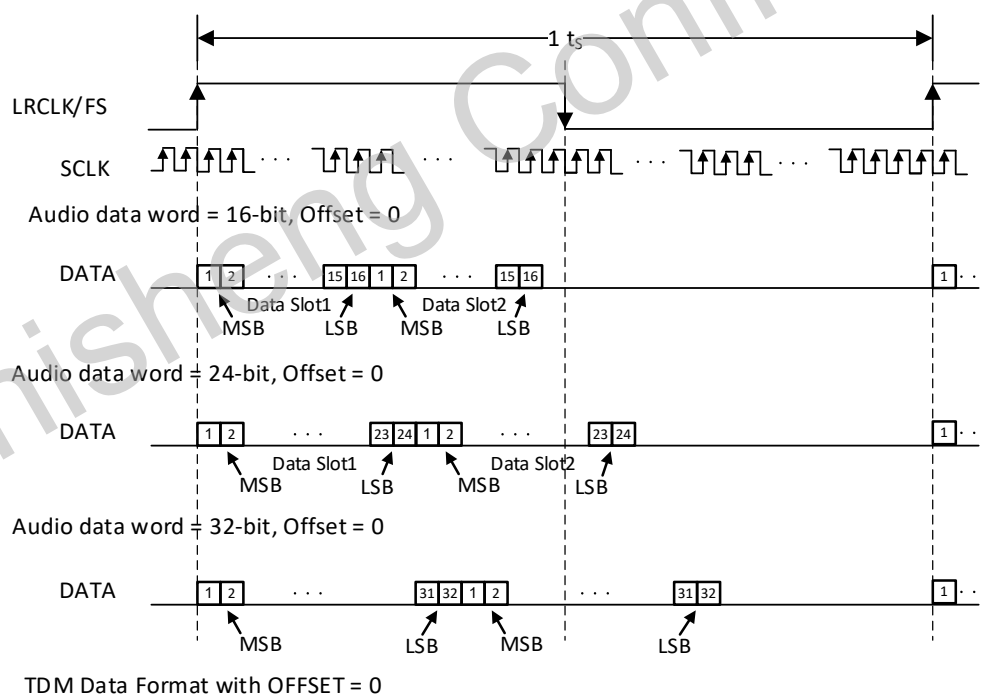 1 tS
LRCLK/FS
SCLK
Audio data word = 16-bit, Offset = 0
DATA 1 2 · · · 15 16 1 2 · · · 15 16 1 · ·
Data Slot1 Data Slot2
MSB LSB MSB LSB
Audio data word = 24-bit, Offset = 0
DATA 1 2 · · · 23 24 1 2 · · · 23 24 1 · ·
Data Slot1 Data Slot2
MSB LSB MSB LSB
Audio data word = 32-bit, Offset = 0
DATA 1 2 · · · 31 32 1 2 · · · 31 32 1 · ·
MSB LSB MSB LSB
TDM Data Format with OFFSET = 0